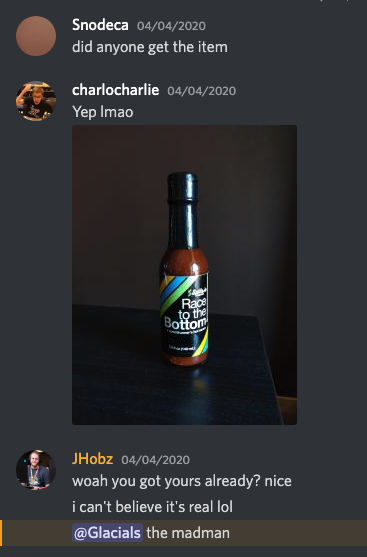 Snodeca 04/04/2020
did anyone get the item
charlocharlie 04/04/2020
Yep lmao
Race
to the
Bottom
JHobz 04/04/2020
woah you got yours already? nice
i can't believe it's real lol
@Glacials the madman